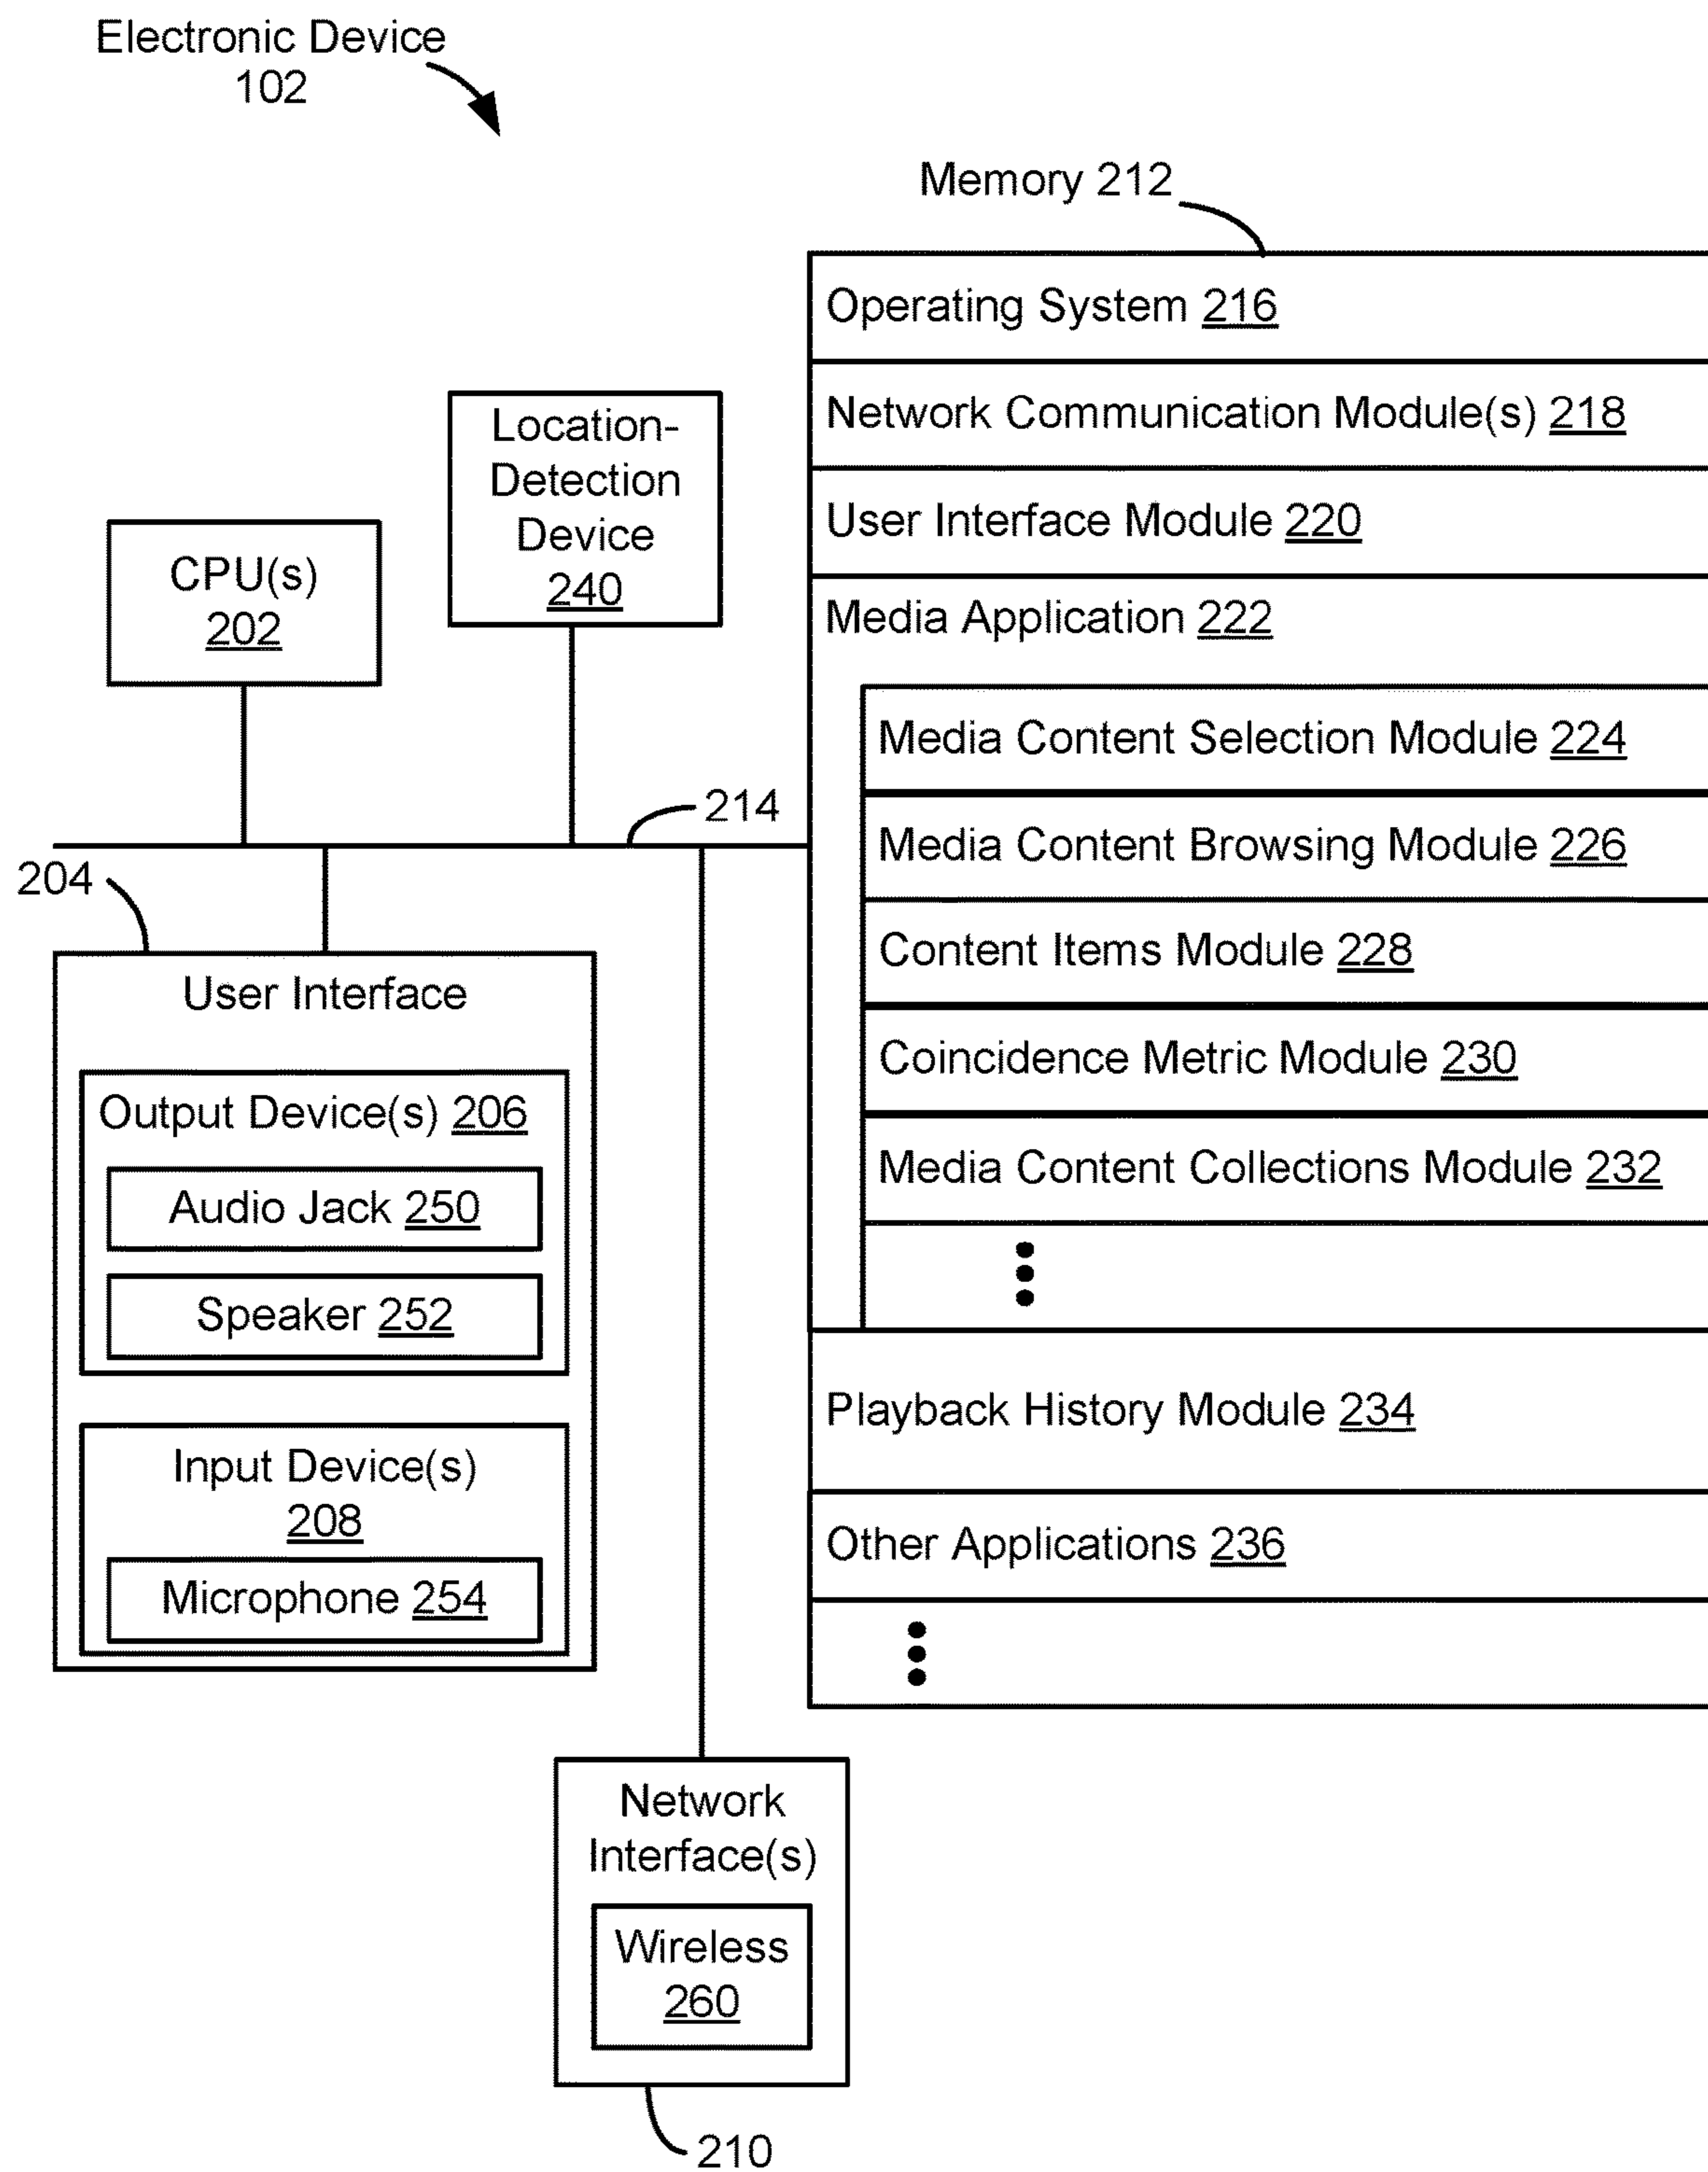 Electronic Device
102
Memory 212
Operating System 216
Network Communication Module(s) 218
User Interface Module 220
Media Application 222
Media Content Selection Module 224
Media Content Browsing Module 226
Content Items Module 228
Coincidence Metric Module 230
Media Content Collections Module 232
Playback History Module 234
Other Applications 236
Location-
Detection
Device
240
CPU(s)
202
214
204
User Interface
Output Device(s) 206
Audio Jack 250
Speaker 252
Input Device(s)
208
Microphone 254
Network
Interface(s)
Wireless
260
210